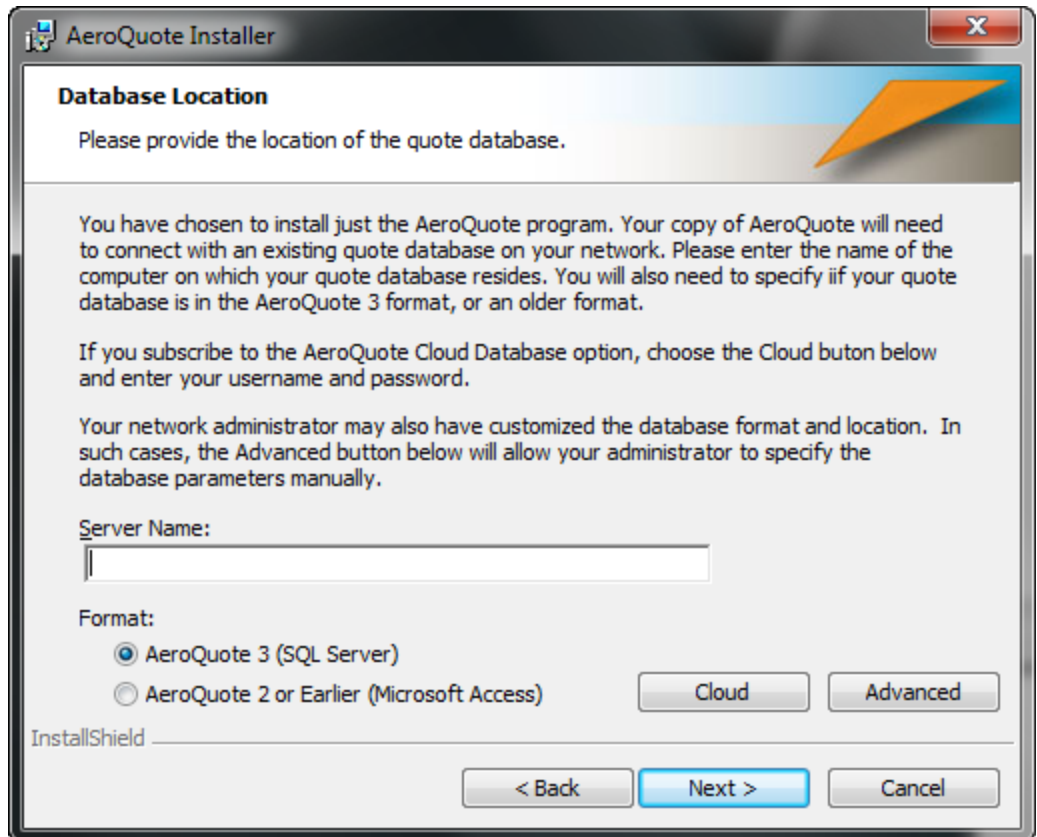 AeroQuote Installer
Database Location
Please provide the location of the quote database.
You have chosen to install just the AeroQuote program. Your copy of AeroQuote will need
to connect with an existing quote database on your network. Please enter the name of the
computer on which your quote database resides. You will also need to specify iif your quote
database is in the AeroQuote 3 format, or an older format.
If you subscribe to the AeroQuote Cloud Database option, choose the Cloud buton below
and enter your username and password.
Your network administrator may also have customized the database format and location.  In
such cases, the Advanced button below will allow your administrator to specify the
database parameters manually.
Server Name:
Format:
AeroQuote 3 (SQL Server)
AeroQuote 2 or Earlier (Microsoft Access)
Cloud
Advanced
InstallShield
< Back
Next >
Cancel